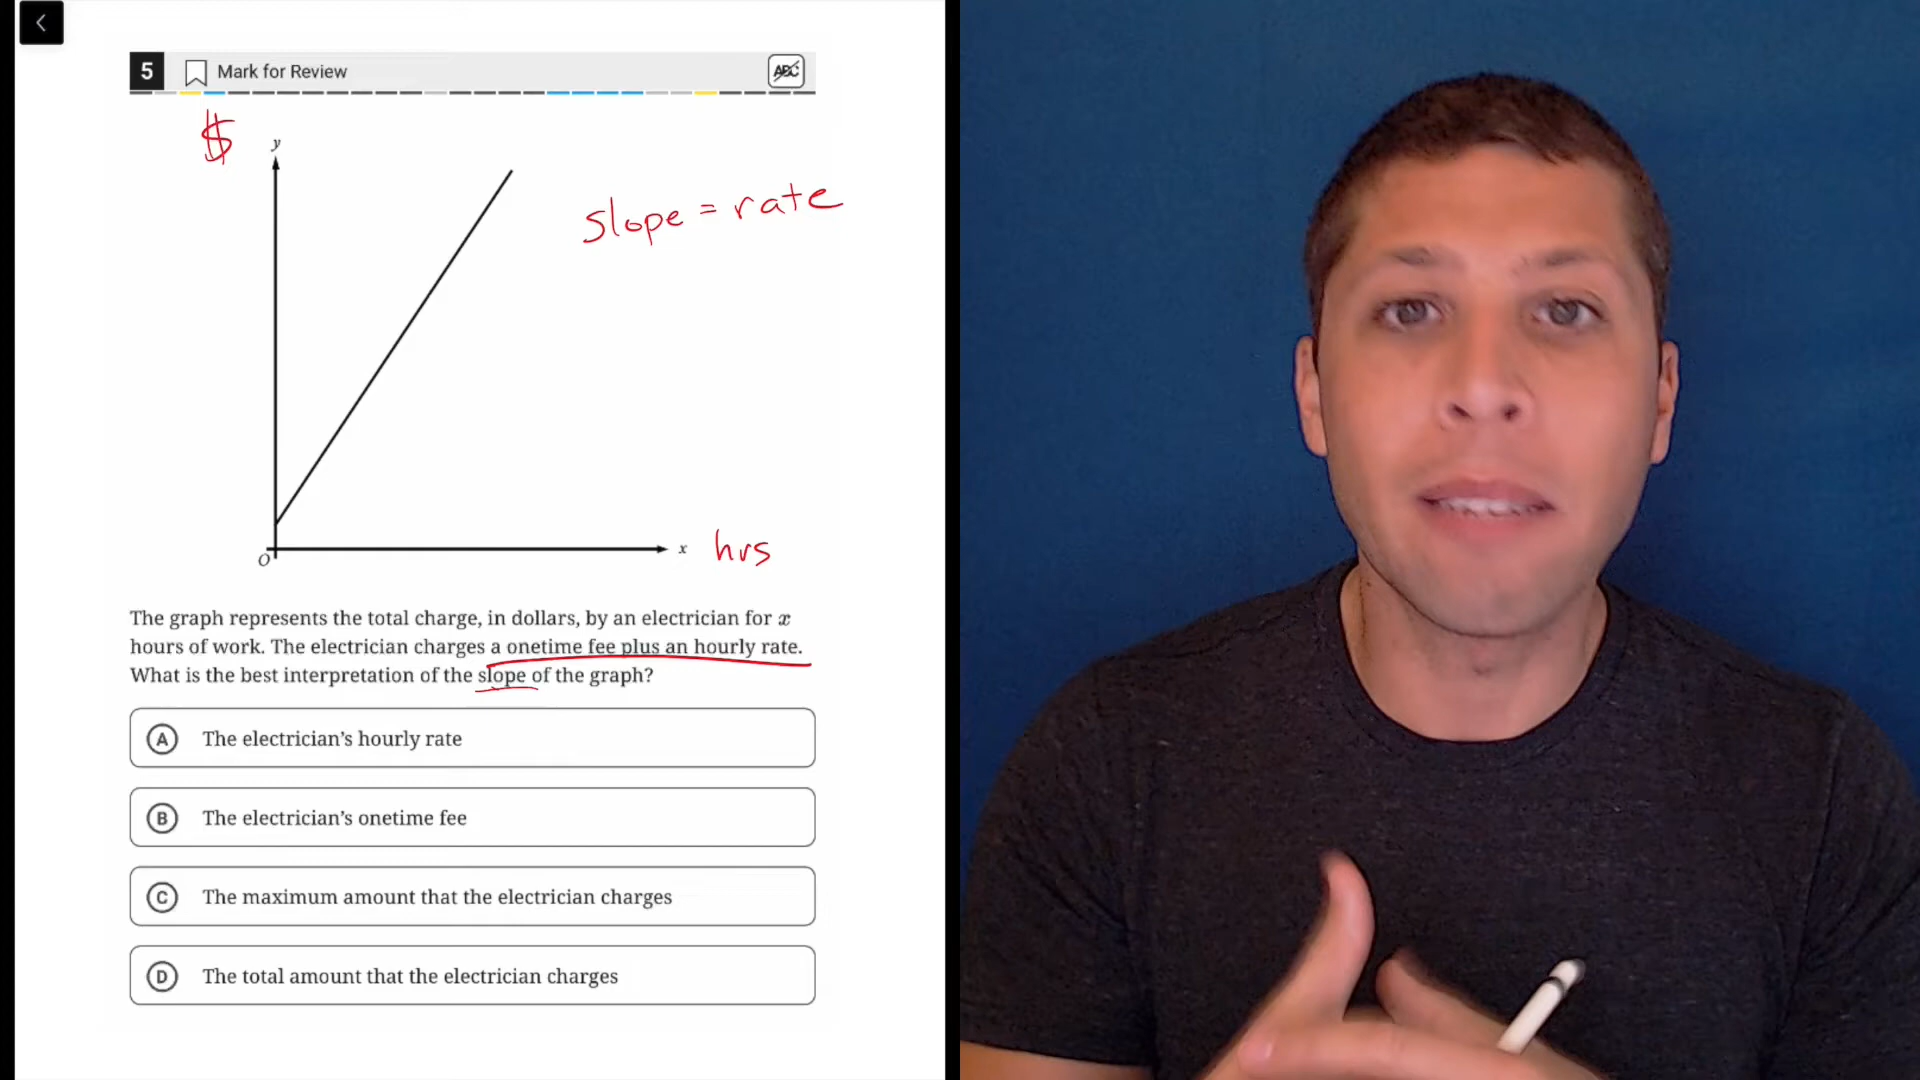 5 Mark for Review ABC
$
y
slope = rate
O
x
hrs
The graph represents the total charge, in dollars, by an electrician for x
hours of work. The electrician charges a onetime fee plus an hourly rate.
What is the best interpretation of the slope of the graph?
A The electrician’s hourly rate
B The electrician’s onetime fee
C The maximum amount that the electrician charges
D The total amount that the electrician charges